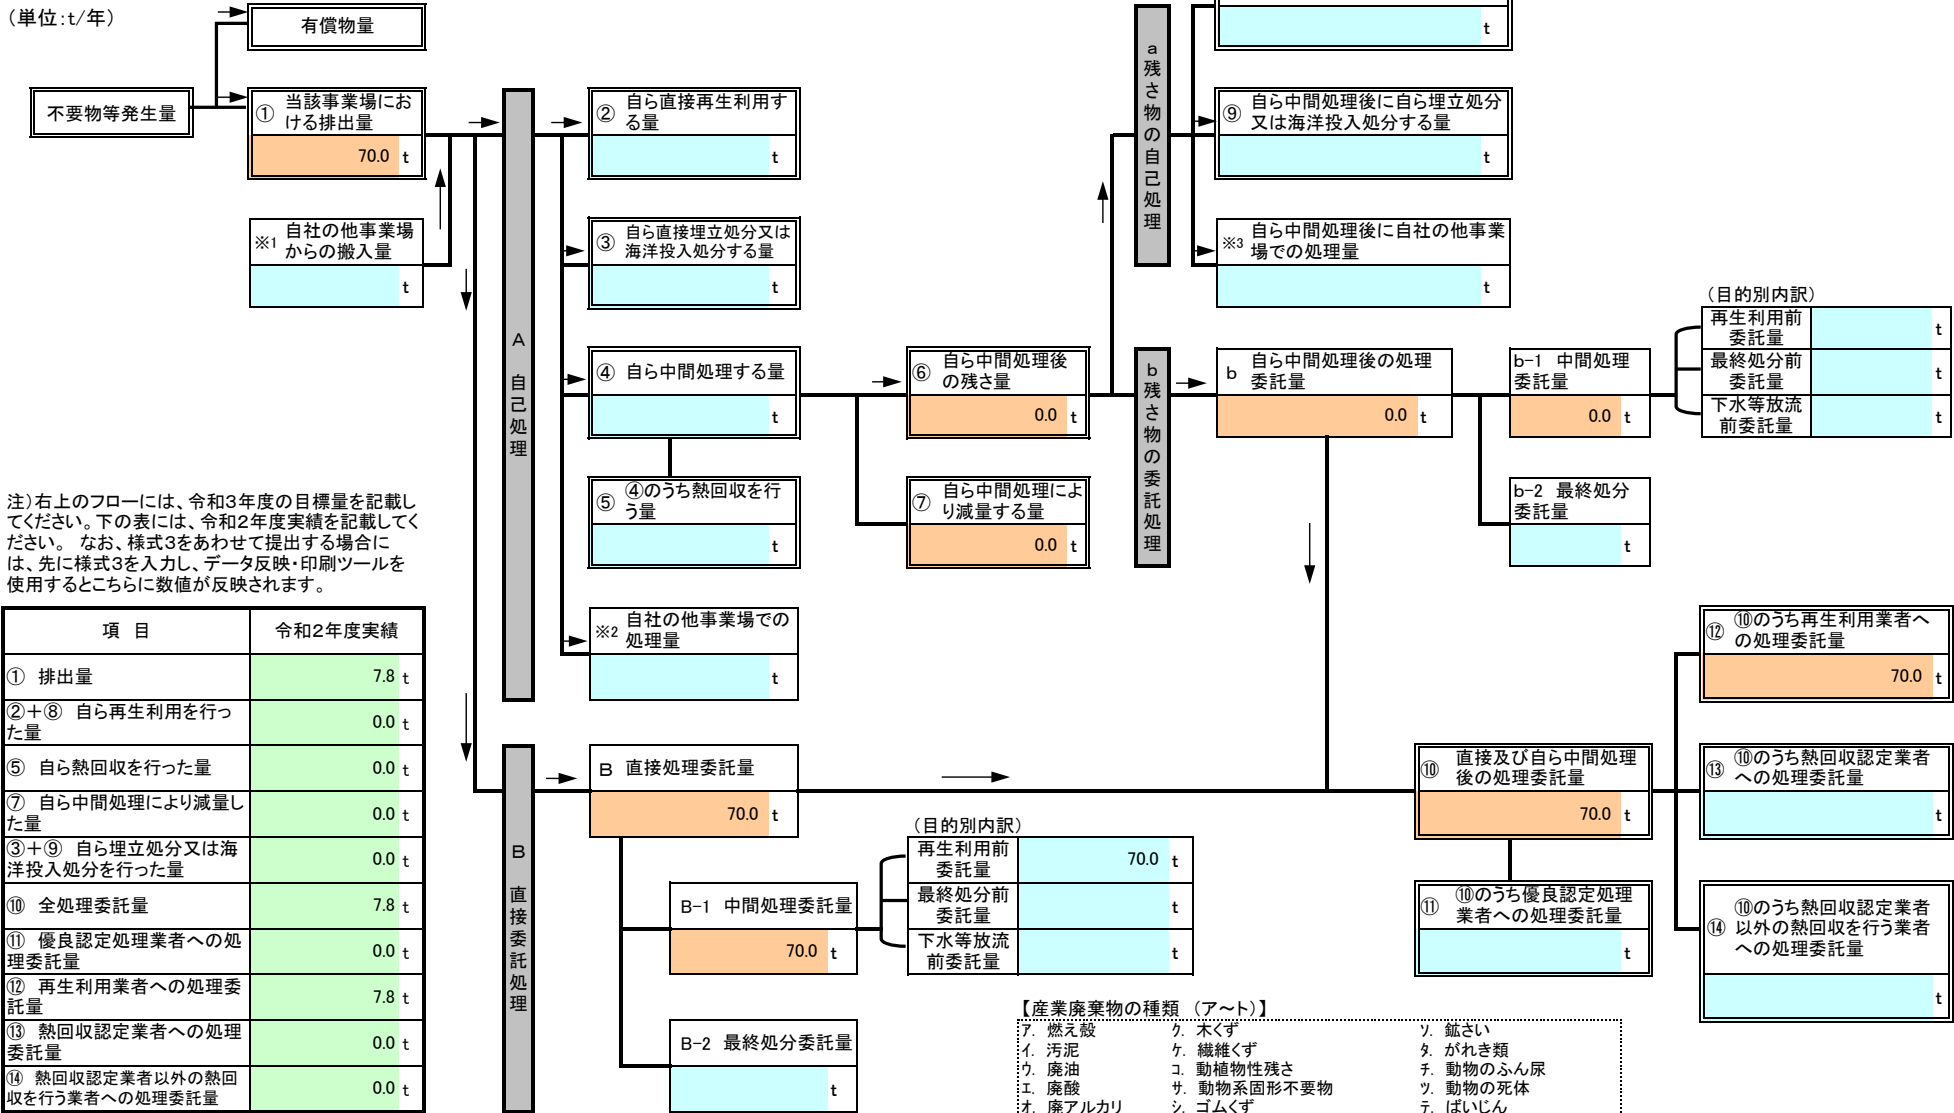 （単位:t/年）
有償物量
t
不要物等発生量
① 当該事業場にお
ける排出量
70.0 t
② 自ら直接再生利用す
る量
t
a
残さ物の自己処理
⑨ 自ら中間処理後に自ら埋立処分
又は海洋投入処分する量
t
※1 自社の他事業場
からの搬入量
t
③ 自ら直接埋立処分又は
海洋投入処分する量
t
※3 自ら中間処理後に自社の他事業
場での処理量
t
A
自己処理
④ 自ら中間処理する量
t
⑥ 自ら中間処理後
の残さ量
0.0 t
b
残さ物の委託処理
b 自ら中間処理後の処理
委託量
0.0 t
b-1 中間処理
委託量
0.0 t
（目的別内訳）
再生利用前
委託量
t
最終処分前
委託量
t
下水等放流
前委託量
t
⑤ ④のうち熱回収を行
う量
t
⑦ 自ら中間処理によ
り減量する量
0.0 t
b-2 最終処分
委託量
t
注）右上のフローには、令和3年度の目標量を記載し
てください。下の表には、令和2年度実績を記載してく
ださい。 なお、様式3をあわせて提出する場合に
は、先に様式3を入力し、データ反映・印刷ツールを
使用するとこちらに数値が反映されます。
※2 自社の他事業場での
処理量
t
項 目 令和2年度実績
① 排出量 7.8 t
②＋⑧ 自ら再生利用を行っ
た量 0.0 t
⑤ 自ら熱回収を行った量 0.0 t
⑦ 自ら中間処理により減量し
た量 0.0 t
③＋⑨ 自ら埋立処分又は海
洋投入処分を行った量 0.0 t
⑩ 全処理委託量 7.8 t
⑪ 優良認定処理業者への処
理委託量 0.0 t
⑫ 再生利用業者への処理委
託量 7.8 t
⑬ 熱回収認定業者への処理
委託量 0.0 t
⑭ 熱回収認定業者以外の熱回
収を行う業者への処理委託量 0.0 t
B
直接委託処理
B 直接処理委託量
70.0 t
B-1 中間処理委託量
70.0 t
（目的別内訳）
再生利用前
委託量
70.0 t
最終処分前
委託量
t
下水等放流
前委託量
t
B-2 最終処分委託量
t
⑩ 直接及び自ら中間処理
後の処理委託量
70.0 t
⑪ ⑩のうち優良認定処理
業者への処理委託量
t
⑫ ⑩のうち再生利用業者へ
の処理委託量
70.0 t
⑬ ⑩のうち熱回収認定業者
への処理委託量
t
⑭ ⑩のうち熱回収認定業者
以外の熱回収を行う業者
への処理委託量
t
【産業廃棄物の種類 （ア～ト）】
ア. 燃え殻 ク. 木くず ソ. 鉱さい
イ. 汚泥 ケ. 繊維くず タ. がれき類
ウ. 廃油 コ. 動植物性残さ チ. 動物のふん尿
エ. 廃酸 サ. 動物系固形不要物 ツ. 動物の死体
オ. 廃アルカリ シ. ゴムくず テ. ばいじん